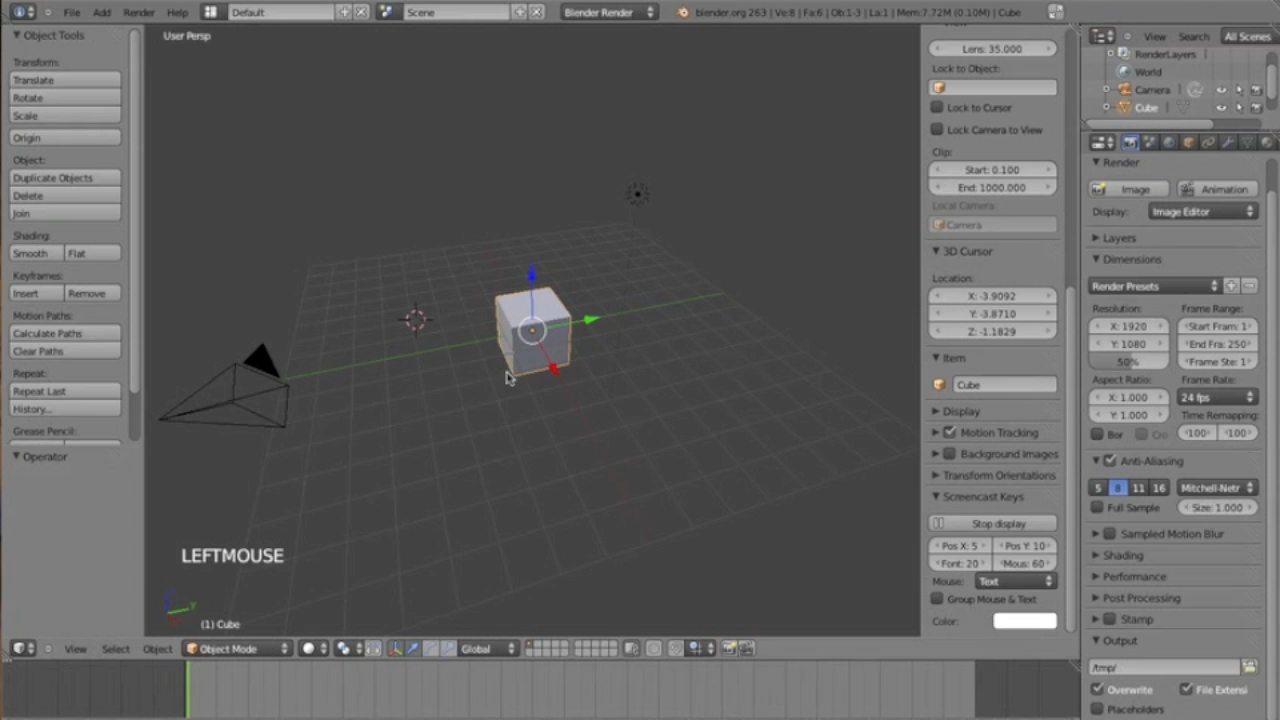 File Add Render Help Default Scene Blender Render blender.org 263 | Ve:8 | Fa:6 | Ob:1-3 | La:1 | Mem:7.72M (0.10M) | Cube
Object Tools
Transform:
Translate
Rotate
Scale
Origin
Object:
Duplicate Objects
Delete
Join
Shading:
Smooth Flat
Keyframes:
Insert Remove
Motion Paths:
Calculate Paths
Clear Paths
Repeat:
Repeat Last
History...
Grease Pencil:
Operator
User Persp
LEFTMOUSE
(1) Cube
View Select Object Object Mode Global
Lens: 35.000
Lock to Object:
Lock to Cursor
Lock Camera to View
Clip:
Start: 0.100
End: 1000.000
Local Camera:
Camera
3D Cursor
Location:
X: -3.9092
Y: -3.8710
Z: -1.1829
Item
Cube
Display
Motion Tracking
Background Images
Transform Orientations
Screencast Keys
Stop display
Pos X: 5 Pos Y: 10
Font: 20 Mous: 60
Mouse: Text
Group Mouse & Text
Color:
View Search All Scenes
RenderLayers
World
Camera
Cube
Render
Image Animation
Display: Image Editor
Layers
Dimensions
Render Presets
Resolution: Frame Range:
X: 1920 Start Fram: 1
Y: 1080 End Fra: 250
50% Frame Ste: 1
Aspect Ratio: Frame Rate:
X: 1.000 24 fps
Y: 1.000 Time Remapping:
Bor Cro 100 100
Anti-Aliasing
5 8 11 16 Mitchell-Netr
Full Sample Size: 1.000
Sampled Motion Blur
Shading
Performance
Post Processing
Stamp
Output
/tmp/
Overwrite File Extensi
Placeholders